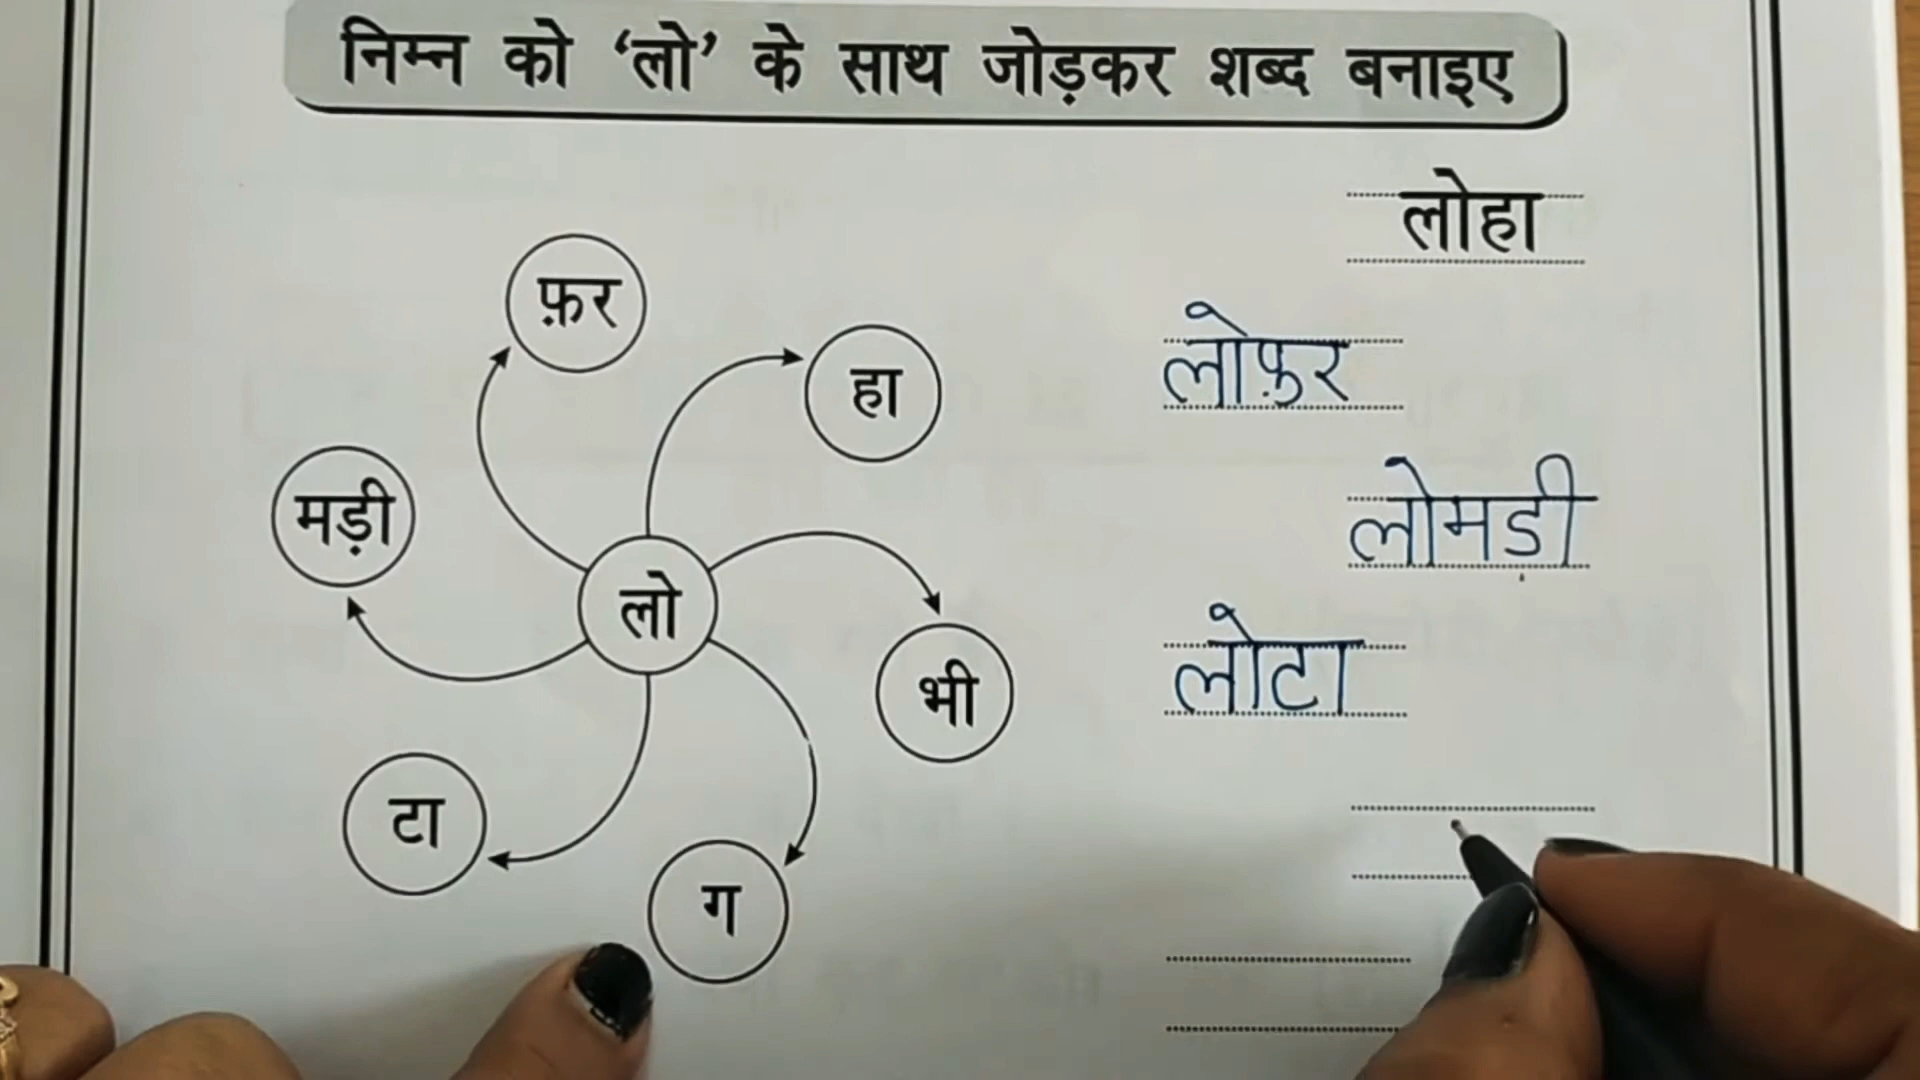 निम्न को ‘लो’ के साथ जोड़कर शब्द बनाइए
लोहा
फ़र
हा
लोफ़र
मड़ी
लोमड़ी
लो
भी
लोटा
टा
ग